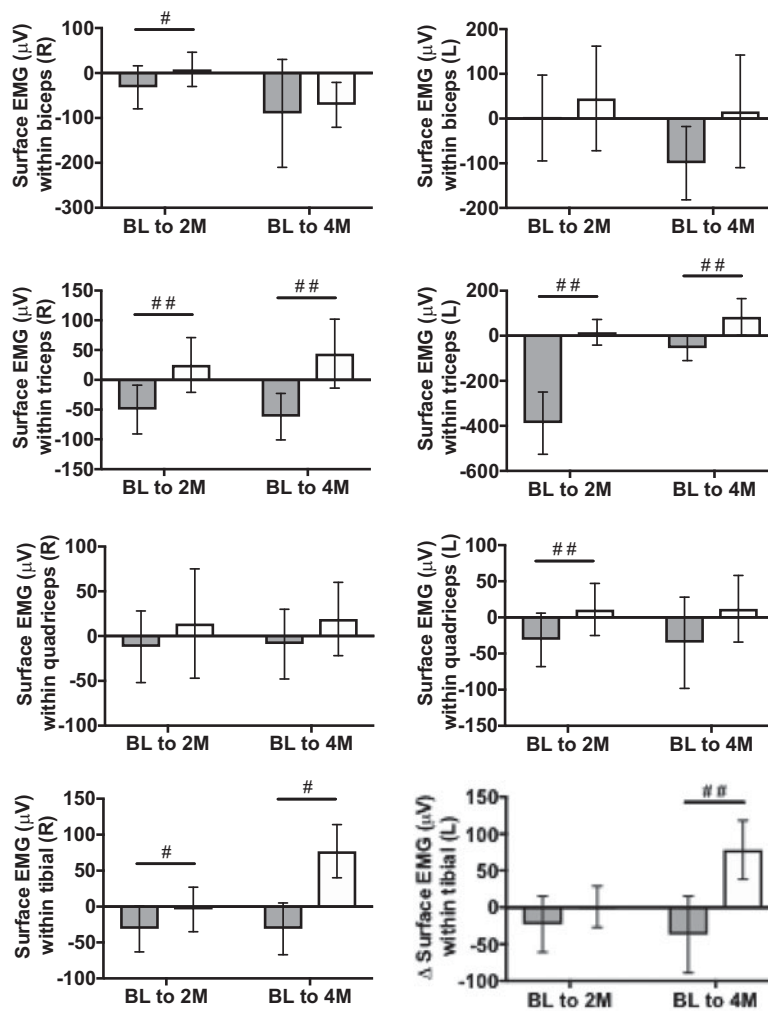 Surface EMG (μV)
within biceps (R)
100
0
-100
-200
-300
#
BL to 2M
BL to 4M
Surface EMG (μV)
within biceps (L)
200
100
0
-100
-200
BL to 2M
BL to 4M
Surface EMG (μV)
within triceps (R)
150
100
50
0
-50
-100
-150
##
##
BL to 2M
BL to 4M
Surface EMG (μV)
within triceps (L)
200
0
-200
-400
-600
##
##
BL to 2M
BL to 4M
Surface EMG (μV)
within quadriceps (R)
100
50
0
-50
-100
BL to 2M
BL to 4M
Surface EMG (μV)
within quadriceps (L)
100
50
0
-50
-100
-150
##
BL to 2M
BL to 4M
Surface EMG (μV)
within tibial (R)
150
100
50
0
-50
-100
#
#
BL to 2M
BL to 4M
Δ Surface EMG (μV)
within tibial (L)
150
100
50
0
-50
-100
##
BL to 2M
BL to 4M